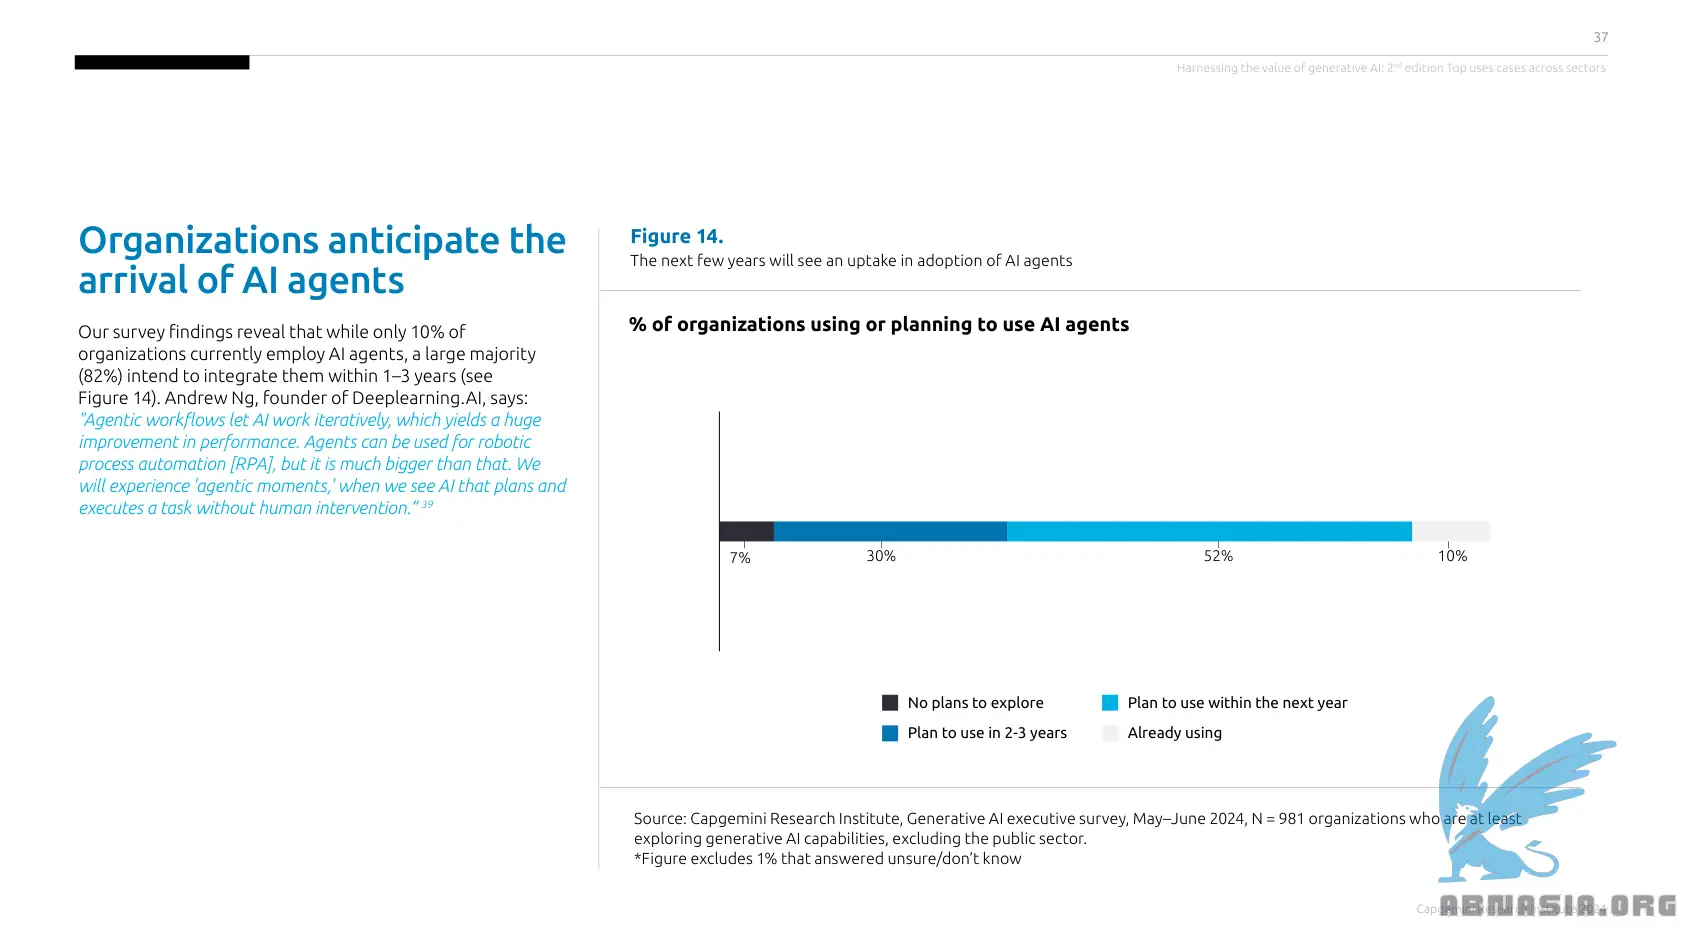 37
Harnessing the value of generative AI: 2nd edition Top uses cases across sectors
Organizations anticipate the
arrival of AI agents
Our survey findings reveal that while only 10% of
organizations currently employ AI agents, a large majority
(82%) intend to integrate them within 1–3 years (see
Figure 14). Andrew Ng, founder of Deeplearning.AI, says:
"Agentic workflows let AI work iteratively, which yields a huge
improvement in performance. Agents can be used for robotic
process automation [RPA], but it is much bigger than that. We
will experience 'agentic moments,' when we see AI that plans and
executes a task without human intervention.” 39
Figure 14.
The next few years will see an uptake in adoption of AI agents
% of organizations using or planning to use AI agents
7%
30%
52%
10%
No plans to explore
Plan to use within the next year
Plan to use in 2-3 years
Already using
Source: Capgemini Research Institute, Generative AI executive survey, May–June 2024, N = 981 organizations who are at least
exploring generative AI capabilities, excluding the public sector.
*Figure excludes 1% that answered unsure/don’t know
Capgemini Research Institute 2024
ABNASIA.ORG